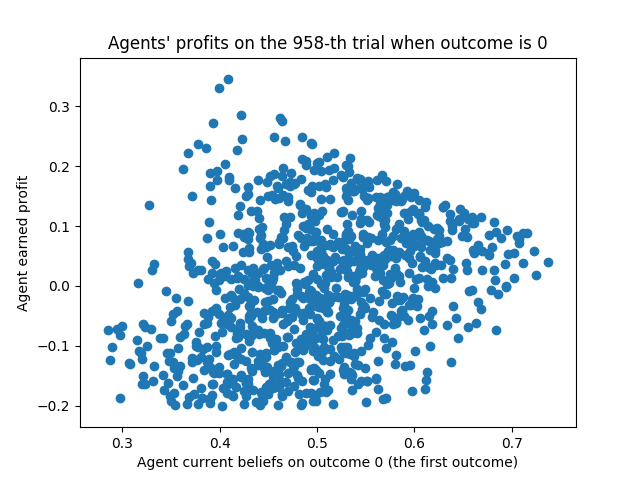 Agents' profits on the 958-th trial when outcome is 0
Agent earned profit
0.3
0.2
0.1
0.0
−0.1
−0.2
0.3 0.4 0.5 0.6 0.7
Agent current beliefs on outcome 0 (the first outcome)